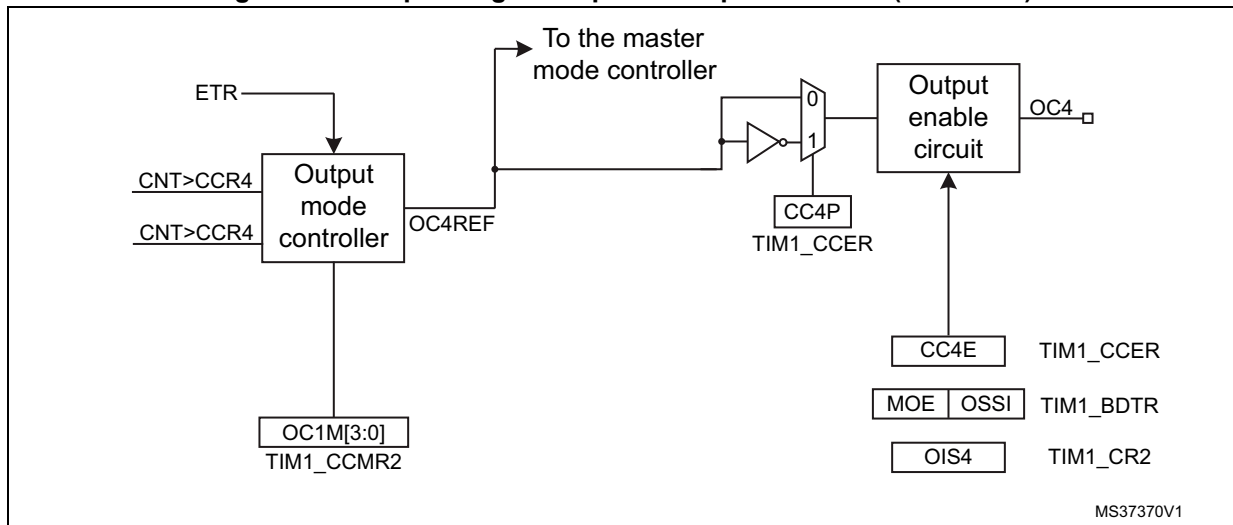 To the master
mode controller
ETR
0
1
Output
enable
circuit
OC4
CNT>CCR4
CNT>CCR4
Output
mode
controller
OC4REF
CC4P
TIM1_CCER
CC4E
TIM1_CCER
MOE
OSSI
TIM1_BDTR
OC1M[3:0]
TIM1_CCMR2
OIS4
TIM1_CR2
MS37370V1